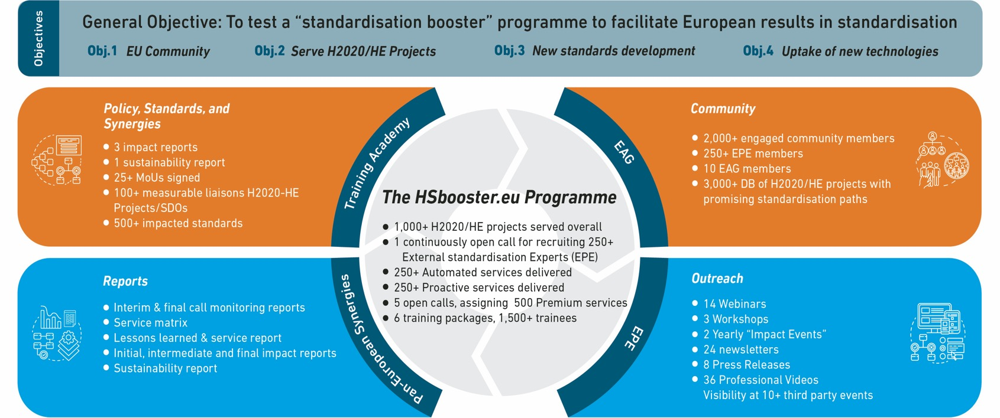 Objectives
General Objective: To test a “standardisation booster” programme to facilitate European results in standardisation
Obj.1 EU Community
Obj.2 Serve H2020/HE Projects
Obj.3 New standards development
Obj.4 Uptake of new technologies
Policy, Standards, and
Synergies
• 3 impact reports
• 1 sustainability report
• 25+ MoUs signed
• 100+ measurable liaisons H2020-HE
Projects/SDOs
• 500+ impacted standards
Training Academy
EAG
Community
• 2,000+ engaged community members
• 250+ EPE members
• 10 EAG members
• 3,000+ DB of H2020/HE projects with
promising standardisation paths
The HSbooster.eu Programme
• 1,000+ H2020/HE projects served overall
• 1 continuously open call for recruiting 250+
External standardisation Experts (EPE)
• 250+ Automated services delivered
• 250+ Proactive services delivered
• 5 open calls, assigning 500 Premium services
• 6 training packages, 1,500+ trainees
Reports
• Interim & final call monitoring reports
• Service matrix
• Lessons learned & service report
• Initial, intermediate and final impact reports
• Sustainability report
Pan-European Synergies
EPE
Outreach
• 14 Webinars
• 3 Workshops
• 2 Yearly “Impact Events”
• 24 newsletters
• 8 Press Releases
• 36 Professional Videos
Visibility at 10+ third party events